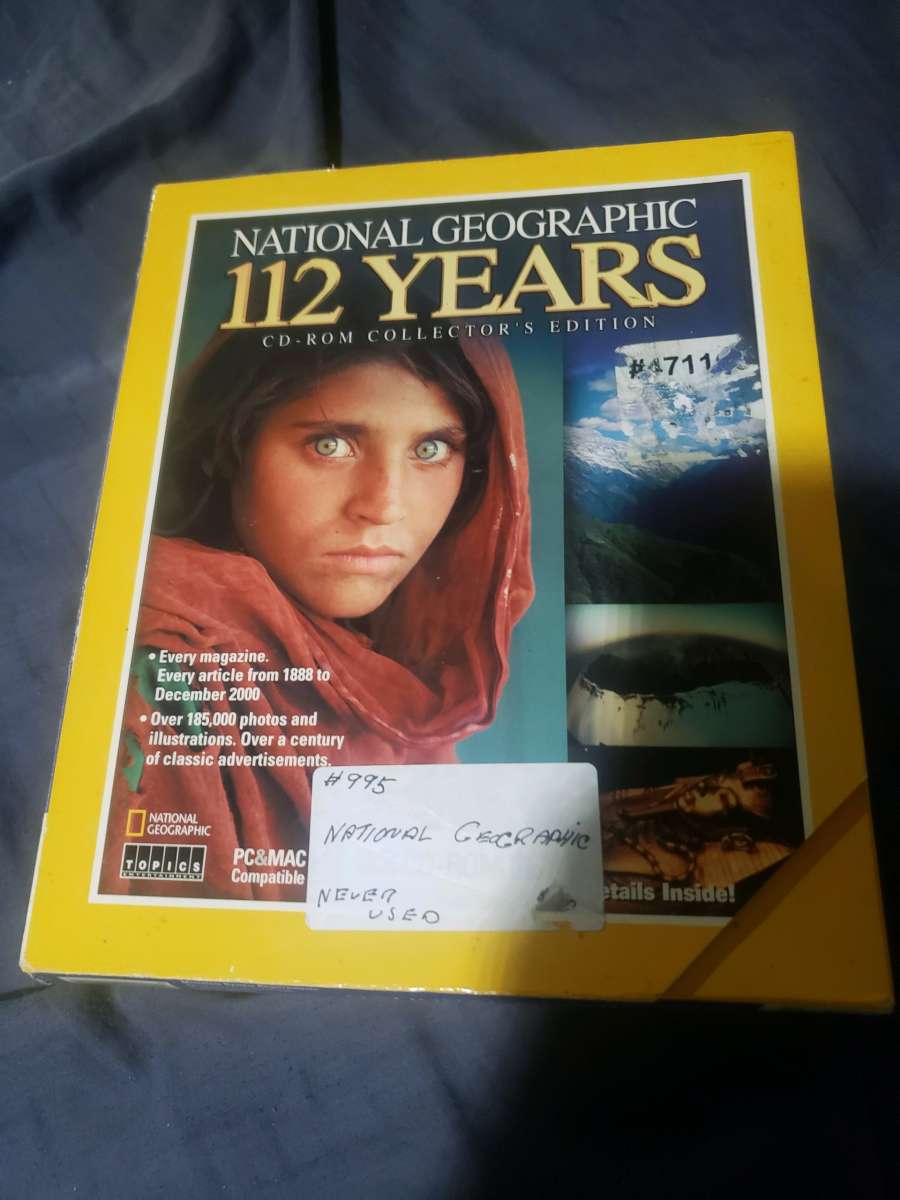 NATIONAL GEOGRAPHIC
112 YEARS
CD-ROM COLLECTOR'S EDITION
# 711
• Every magazine.
Every article from 1888 to
December 2000
• Over 185,000 photos and
illustrations. Over a century
of classic advertisements.
NATIONAL
GEOGRAPHIC
TOPICS
ENTERTAINMENT
PC&MAC
Compatible
#995
NATIONAL GEOGRAPHIC
NEVER
USED
etails Inside!